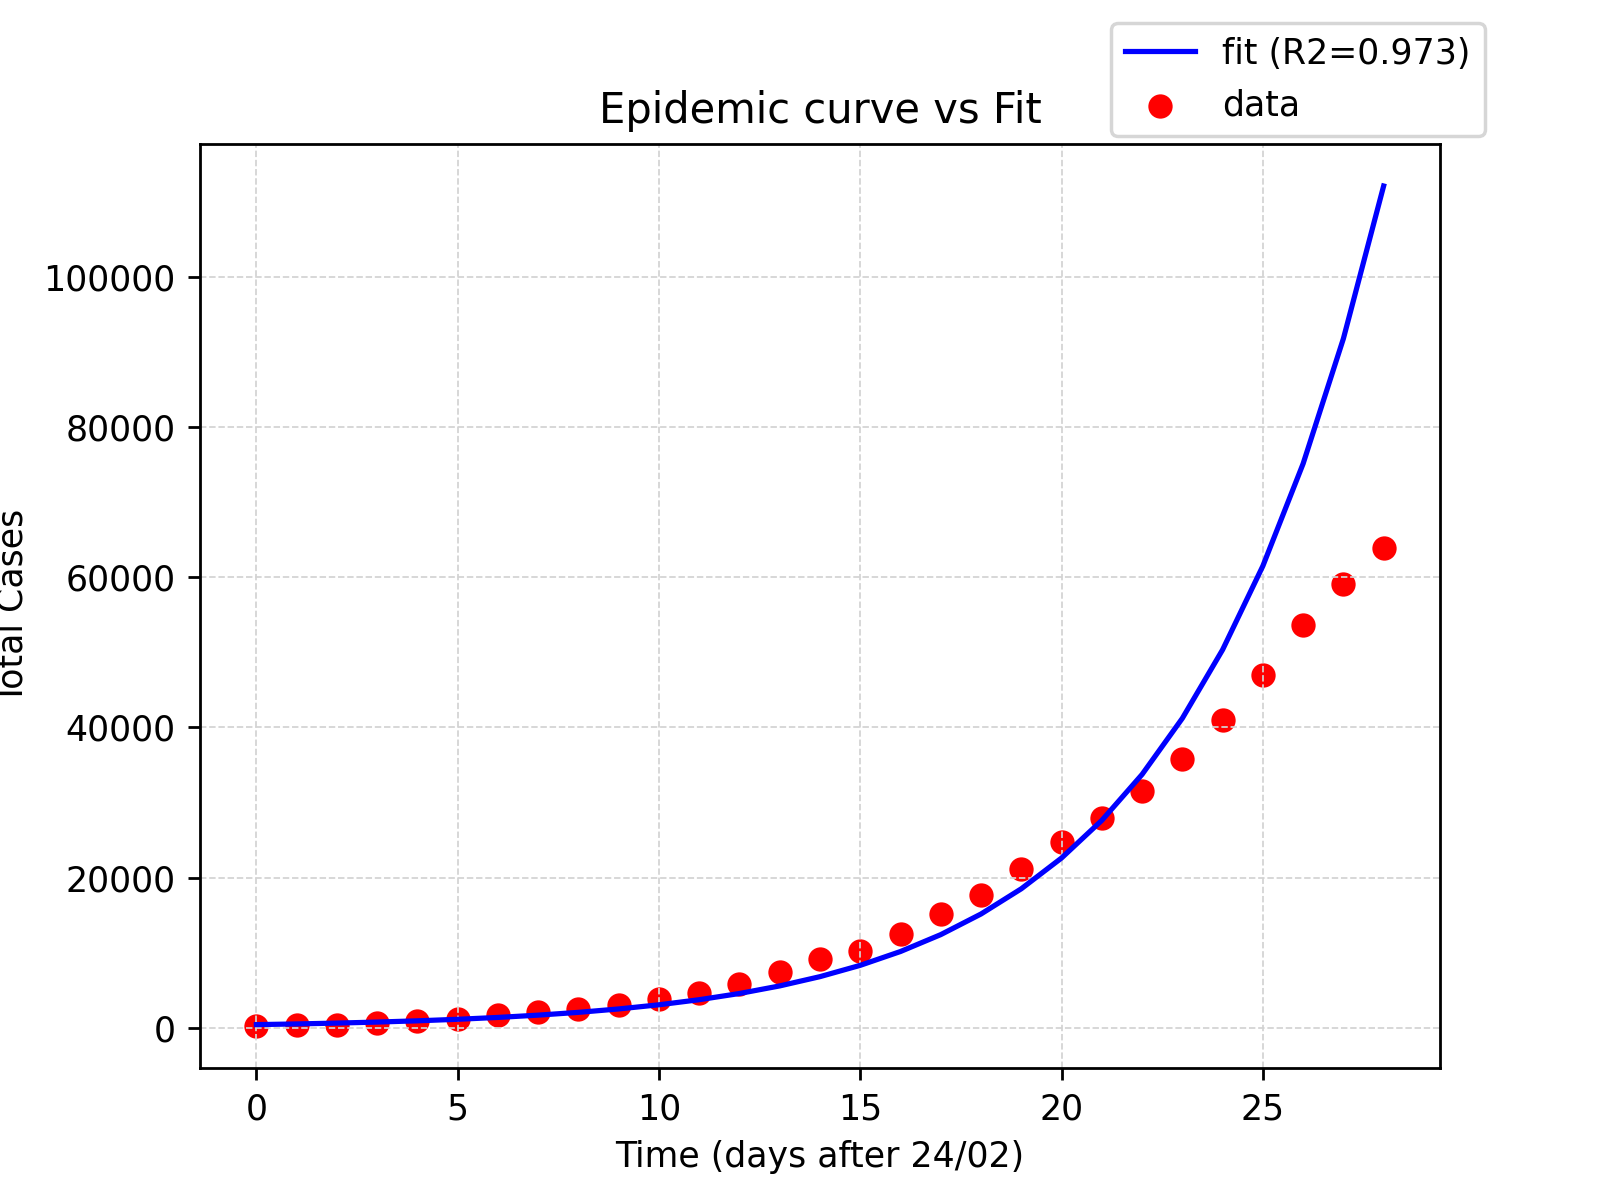 fit (R2=0.973)
data
Epidemic curve vs Fit
Total Cases
100000
80000
60000
40000
20000
0
0 5 10 15 20 25
Time (days after 24/02)